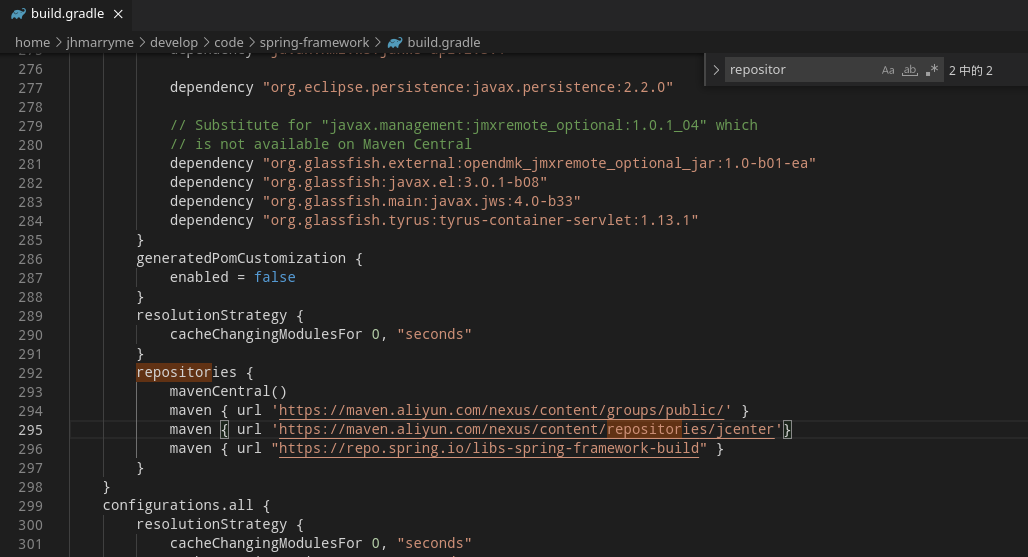 build.gradle ×
home > jhmarryme > develop > code > spring-framework > build.gradle
repositor Aa ab .* 2 中的 2
276
277 dependency "org.eclipse.persistence:javax.persistence:2.2.0"
278
279 // Substitute for "javax.management:jmxremote_optional:1.0.1_04" which
280 // is not available on Maven Central
281 dependency "org.glassfish.external:opendmk_jmxremote_optional_jar:1.0-b01-ea"
282 dependency "org.glassfish:javax.el:3.0.1-b08"
283 dependency "org.glassfish.main:javax.jws:4.0-b33"
284 dependency "org.glassfish.tyrus:tyrus-container-servlet:1.13.1"
285 }
286 generatedPomCustomization {
287 enabled = false
288 }
289 resolutionStrategy {
290 cacheChangingModulesFor 0, "seconds"
291 }
292 repositories {
293 mavenCentral()
294 maven { url 'https://maven.aliyun.com/nexus/content/groups/public/' }
295 maven { url 'https://maven.aliyun.com/nexus/content/repositories/jcenter'}
296 maven { url "https://repo.spring.io/libs-spring-framework-build" }
297 }
298 }
299 configurations.all {
300 resolutionStrategy {
301 cacheChangingModulesFor 0, "seconds"